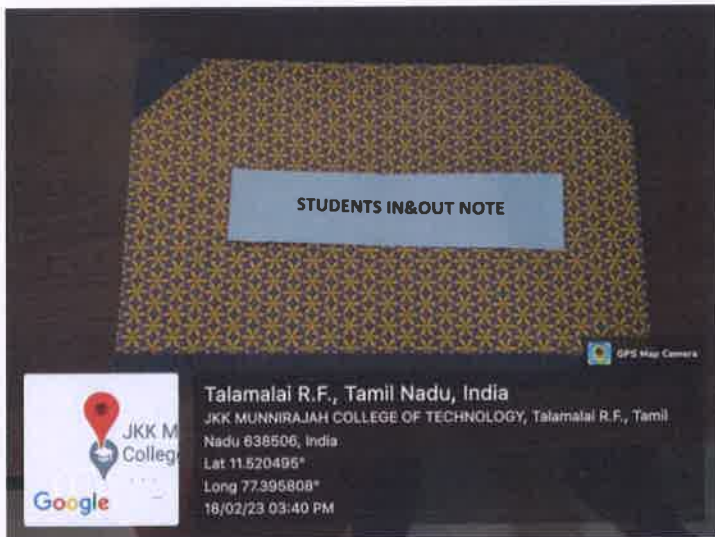 STUDENTS IN&OUT NOTE
GPS Map Camera
Talamalai R.F., Tamil Nadu, India
JKK MUNNIRAJAH COLLEGE OF TECHNOLOGY, Talamalai R.F., Tamil
Nadu 638506, India
Lat 11.520495°
Long 77.395808°
18/02/23 03:40 PM
JKK M
Colleg
Google